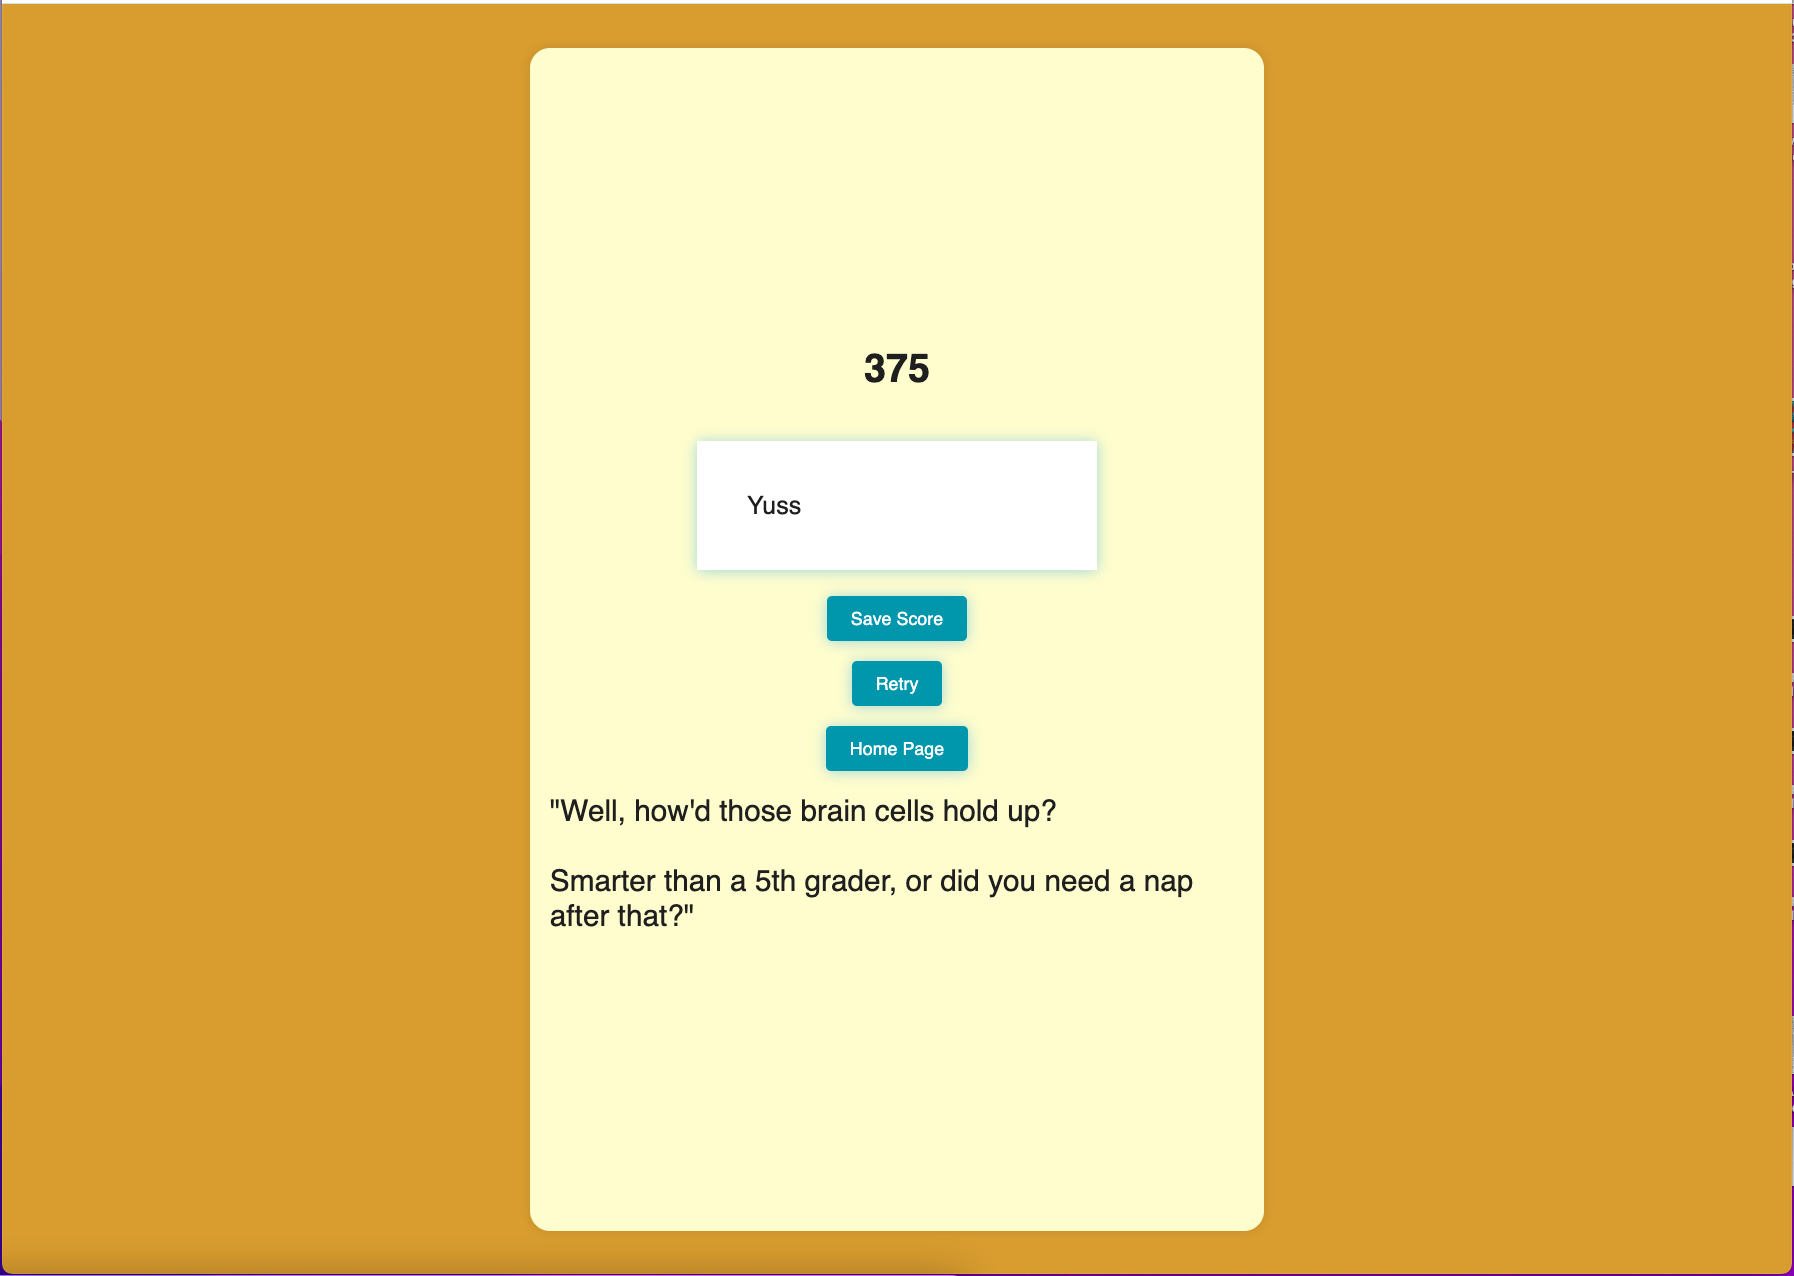 375
Yuss
Save Score
Retry
Home Page
"Well, how'd those brain cells hold up?
Smarter than a 5th grader, or did you need a nap
after that?"